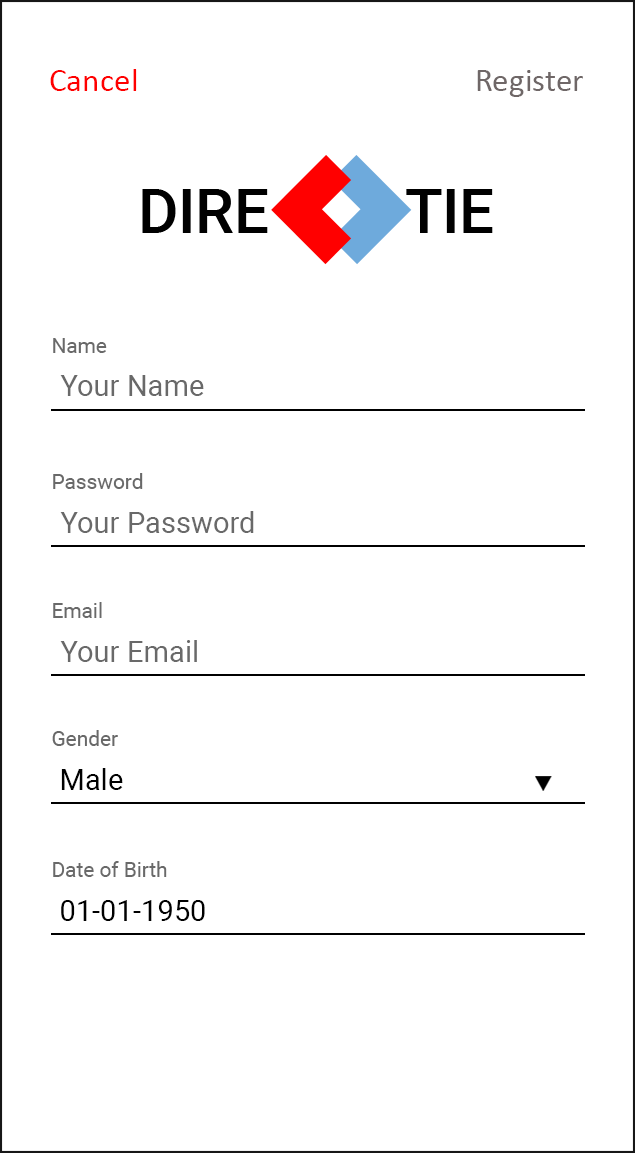 Cancel Register
DIRE TIE
Name
Your Name
Password
Your Password
Email
Your Email
Gender
Male ▼
Date of Birth
01-01-1950